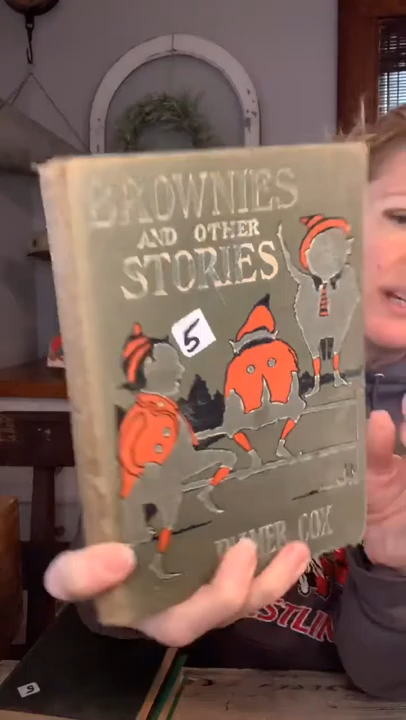 BROWNIES
AND OTHER
STORIES
5
PALMER COX
5